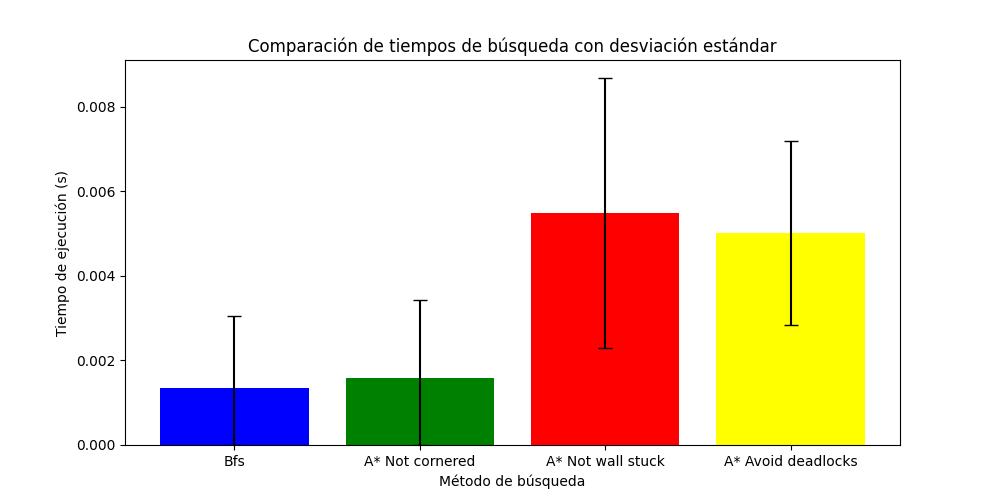 Comparación de tiempos de búsqueda con desviación estándar
Tiempo de ejecución (s)
0.008
0.006
0.004
0.002
0.000
Bfs
A* Not cornered
A* Not wall stuck
A* Avoid deadlocks
Método de búsqueda